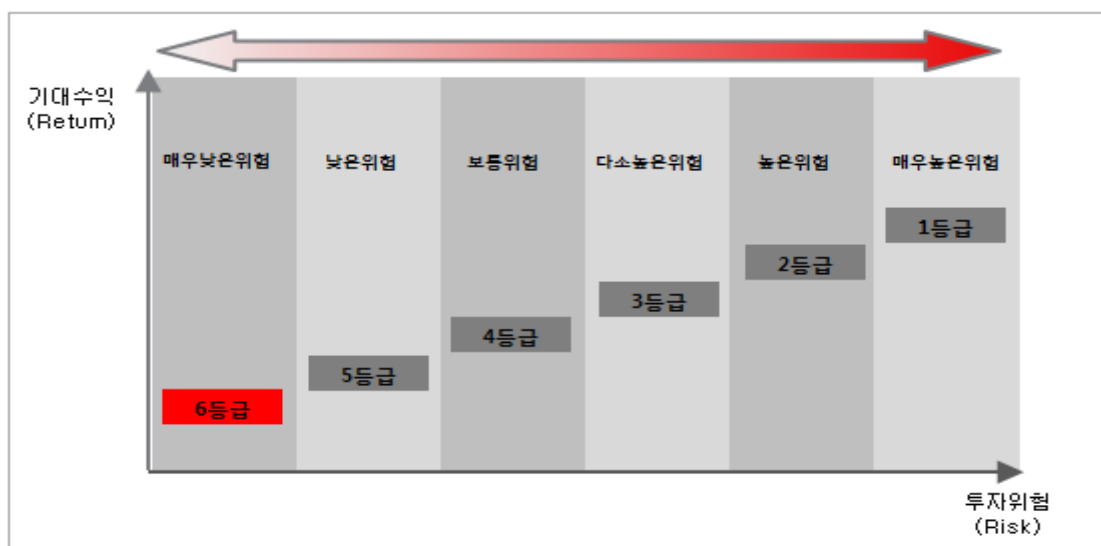 기대수익
(Return)
매우낮은위험 낮은위험 보통위험 다소높은위험 높은위험 매우높은위험
1등급
2등급
3등급
4등급
5등급
6등급
투자위험
(Risk)